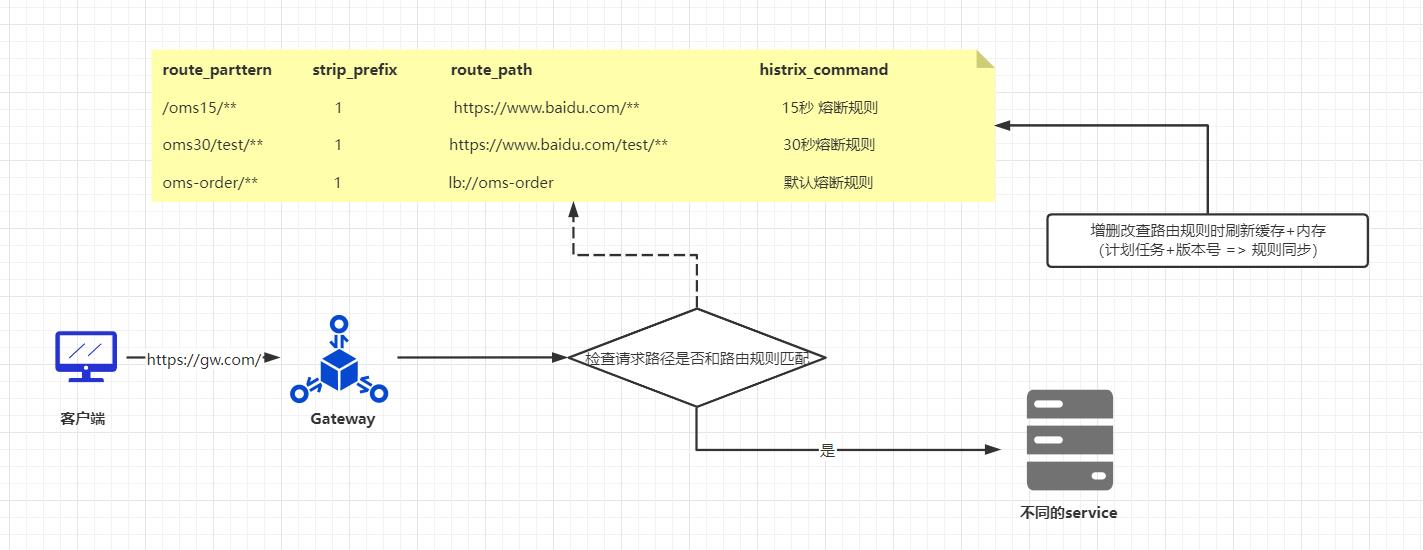 route_parttern strip_prefix route_path histrix_command
/oms15/** 1 https://www.baidu.com/** 15秒 熔断规则
oms30/test/** 1 https://www.baidu.com/test/** 30秒熔断规则
oms-order/** 1 lb://oms-order 默认熔断规则
增删改查路由规则时刷新缓存+内存
(计划任务+版本号 => 规则同步)
https://gw.com/
检查请求路径是否和路由规则匹配
客户端
Gateway
是
不同的service